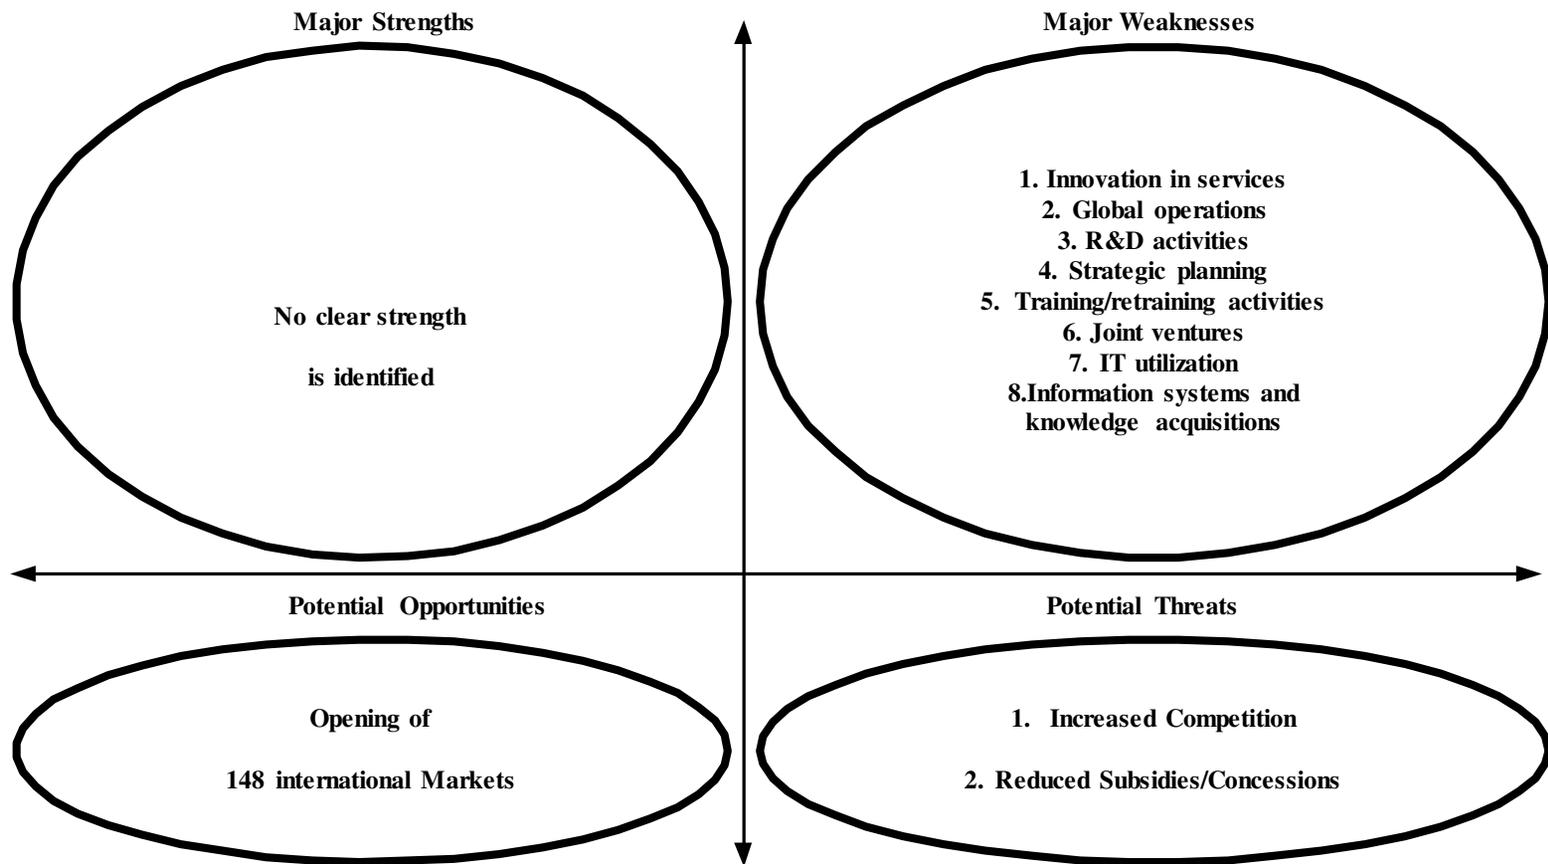 Major Strengths
Major Weaknesses
No clear strength
is identified
1. Innovation in services
2. Global operations
3. R&D activities
4. Strategic planning
5. Training/retraining activities
6. Joint ventures
7. IT utilization
8.Information systems and
knowledge acquisitions
Potential Opportunities
Potential Threats
Opening of
148 international Markets
1. Increased Competition
2. Reduced Subsidies/Concessions